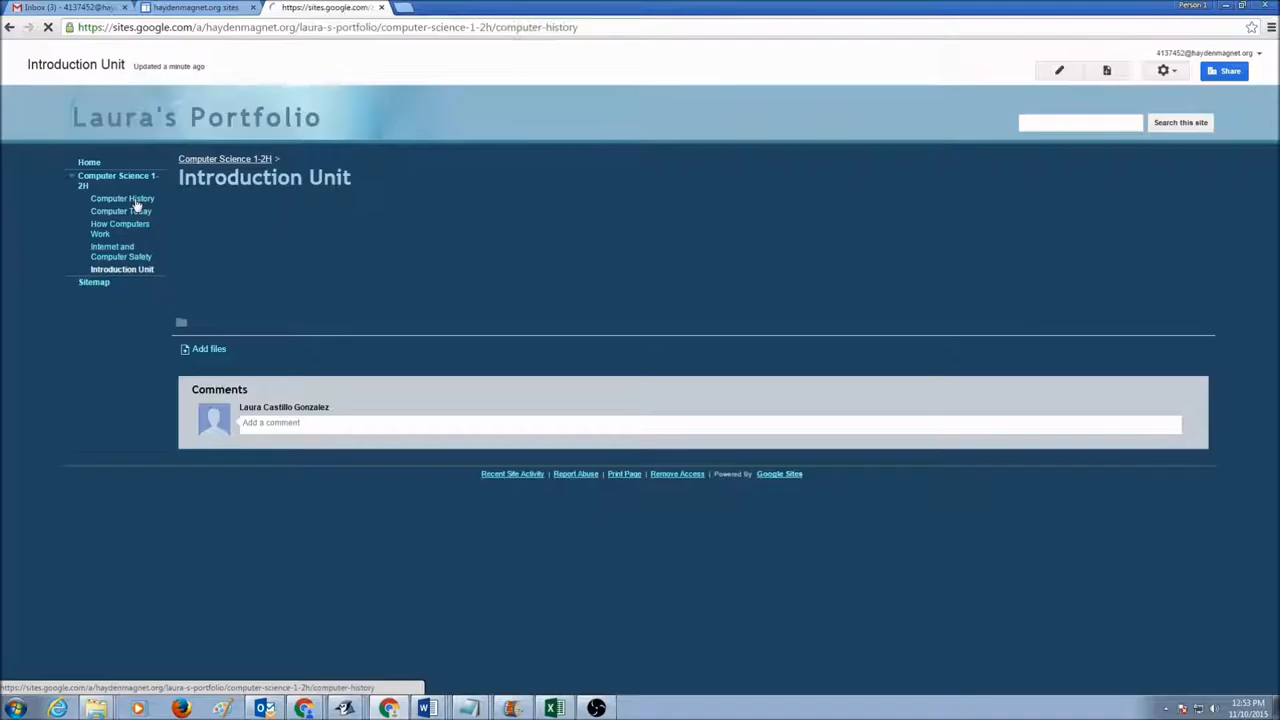 Inbox (3) - 4137452@hay
haydenmagnet.org sites
https://sites.google.com/a/
Person 1
https://sites.google.com/a/haydenmagnet.org/laura-s-portfolio/computer-science-1-2h/computer-history
4137452@haydenmagnet.org
Introduction Unit Updated a minute ago
Share
Laura's Portfolio
Search this site
Home
Computer Science 1-
2H
Computer History
Computer Today
How Computers
Work
Internet and
Computer Safety
Introduction Unit
Sitemap
Computer Science 1-2H >
Introduction Unit
Add files
Comments
Laura Castillo Gonzalez
Add a comment
Recent Site Activity | Report Abuse | Print Page | Remove Access | Powered By Google Sites
https://sites.google.com/a/haydenmagnet.org/laura-s-portfolio/computer-science-1-2h/computer-history
12:53 PM
11/10/2015